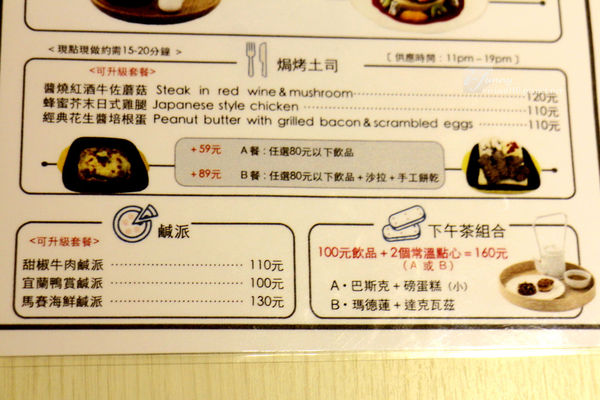 < 現點現做約需15-20分鐘 >
焗烤土司
〔 供應時間：11pm－19pm 〕
<可升級套餐>
醬燒紅酒牛佐蘑菇 Steak in red wine＆mushroom 120元
蜂蜜芥末日式雞腿 Japanese style chicken 110元
經典花生醬培根蛋 Peanut butter with grilled bacon＆scrambled eggs 110元
+59元 A餐：任選80元以下飲品
+89元 B餐：任選80元以下飲品+沙拉+手工餅乾
鹹派
<可升級套餐>
甜椒牛肉鹹派 110元
宜蘭鴨賞鹹派 100元
馬賽海鮮鹹派 130元
下午茶組合
100元飲品+2個常溫點心=160元
（A 或 B）
A・巴斯克+磅蛋糕（小）
B・瑪德蓮+達克瓦茲